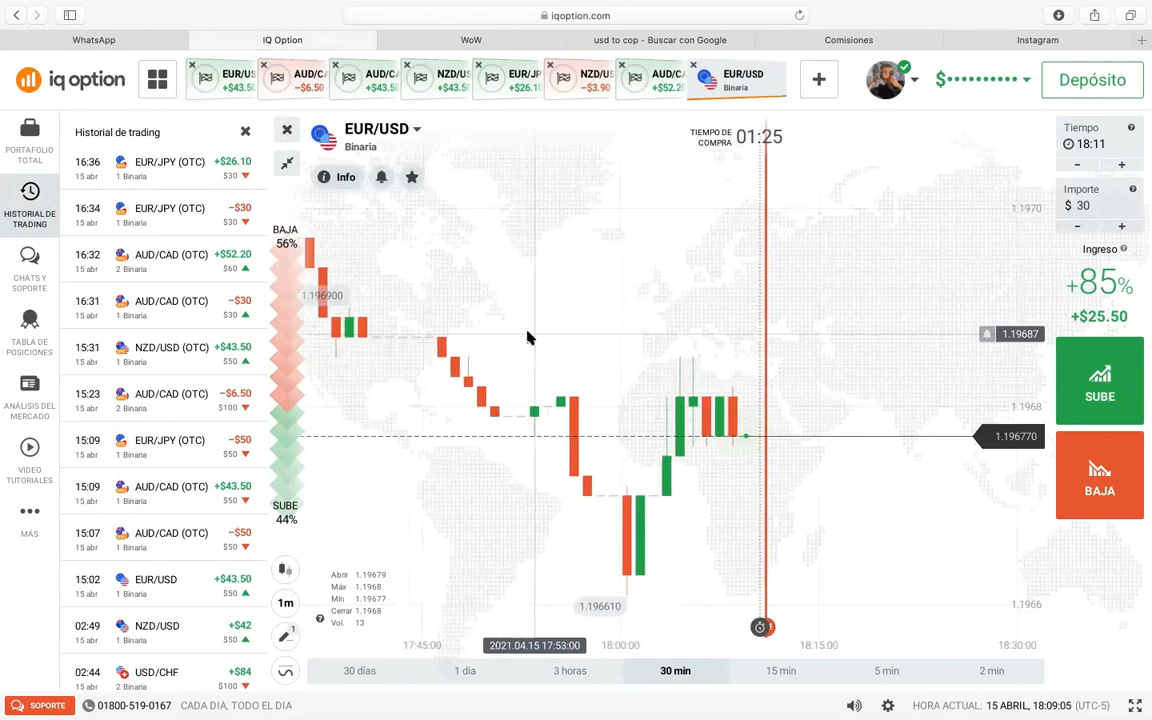 iqoption.com
WhatsApp
IQ Option
WoW
usd to cop - Buscar con Google
Comisiones
Instagram
iq option
EUR/US
+$43.50
AUD/CA
−$6.50
AUD/CA
+$43.50
NZD/US
+$43.50
EUR/JP
+$26.10
NZD/US
−$3.90
AUD/CA
+$52.20
EUR/USD
Binaria
$••••••••••
Depósito
PORTAFOLIO
TOTAL
HISTORIAL DE
TRADING
CHATS Y
SOPORTE
TABLA DE
POSICIONES
ANÁLISIS DEL
MERCADO
VIDEO
TUTORIALES
MÁS
Historial de trading
16:36 EUR/JPY (OTC) +$26.10
15 abr 1 Binaria $30
16:34 EUR/JPY (OTC) −$30
15 abr 1 Binaria $30
16:32 AUD/CAD (OTC) +$52.20
15 abr 2 Binaria $60
16:31 AUD/CAD (OTC) −$30
15 abr 1 Binaria $30
15:31 NZD/USD (OTC) +$43.50
15 abr 1 Binaria $50
15:23 AUD/CAD (OTC) −$6.50
15 abr 2 Binaria $100
15:09 EUR/JPY (OTC) −$50
15 abr 1 Binaria $50
15:09 AUD/CAD (OTC) +$43.50
15 abr 1 Binaria $50
15:07 AUD/CAD (OTC) −$50
15 abr 1 Binaria $50
15:02 EUR/USD +$43.50
15 abr 1 Binaria $50
02:49 NZD/USD +$42
15 abr 1 Binaria $50
02:44 USD/CHF +$84
15 abr 2 Binaria $100
EUR/USD
Binaria
Info
TIEMPO DE
COMPRA 01:25
BAJA
56%
SUBE
44%
1.196900
1.196610
1.1970
1.19687
1.1968
1.196770
1.1966
1m
1
Abrir 1.19679
Máx 1.1968
Mín 1.19677
Cerrar 1.1968
Vol. 13
17:45:00
2021.04.15 17:53:00
18:00:00
18:15:00
18:30:00
30 días
1 día
3 horas
30 min
15 min
5 min
2 min
Tiempo
18:11
- +
Importe
$ 30
- +
Ingreso
+85%
+$25.50
SUBE
BAJA
SOPORTE
01800-519-0167
CADA DIA, TODO EL DIA
HORA ACTUAL: 15 ABRIL, 18:09:05 (UTC-5)